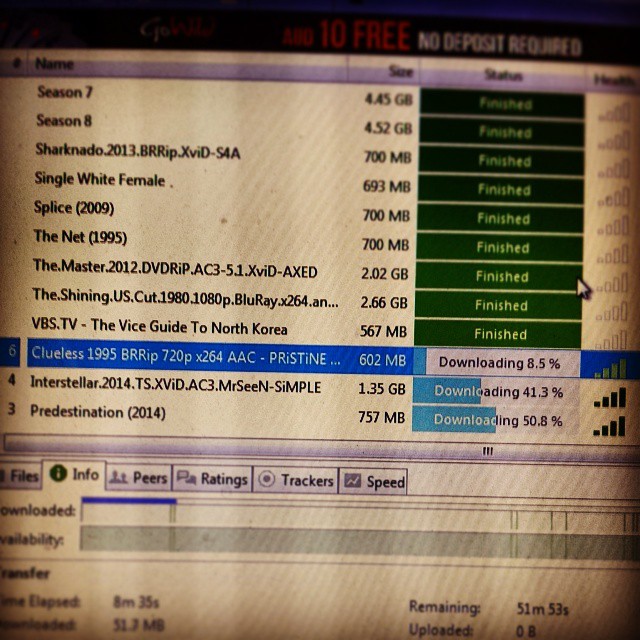 GoWild AUD 10 FREE NO DEPOSIT REQUIRED
# Name Size Status Health
Season 7 4.45 GB Finished
Season 8 4.52 GB Finished
Sharknado.2013.BRRip.XviD-S4A 700 MB Finished
Single White Female . 693 MB Finished
Splice (2009) 700 MB Finished
The Net (1995) 700 MB Finished
The.Master.2012.DVDRiP.AC3-5.1.XviD-AXED 2.02 GB Finished
The.Shining.US.Cut.1980.1080p.BluRay.x264.an... 2.66 GB Finished
VBS.TV - The Vice Guide To North Korea 567 MB Finished
6 Clueless 1995 BRRip 720p x264 AAC - PRiSTiNE ... 602 MB Downloading 8.5 %
4 Interstellar.2014.TS.XViD.AC3.MrSeeN-SiMPLE 1.35 GB Downloading 41.3 %
3 Predestination (2014) 757 MB Downloading 50.8 %
Files Info Peers Ratings Trackers Speed
ownloaded:
vailability:
ransfer
me Elapsed: 8m 35s Remaining: 51m 53s
ownloaded: 51.3 MB Uploaded: 0 B